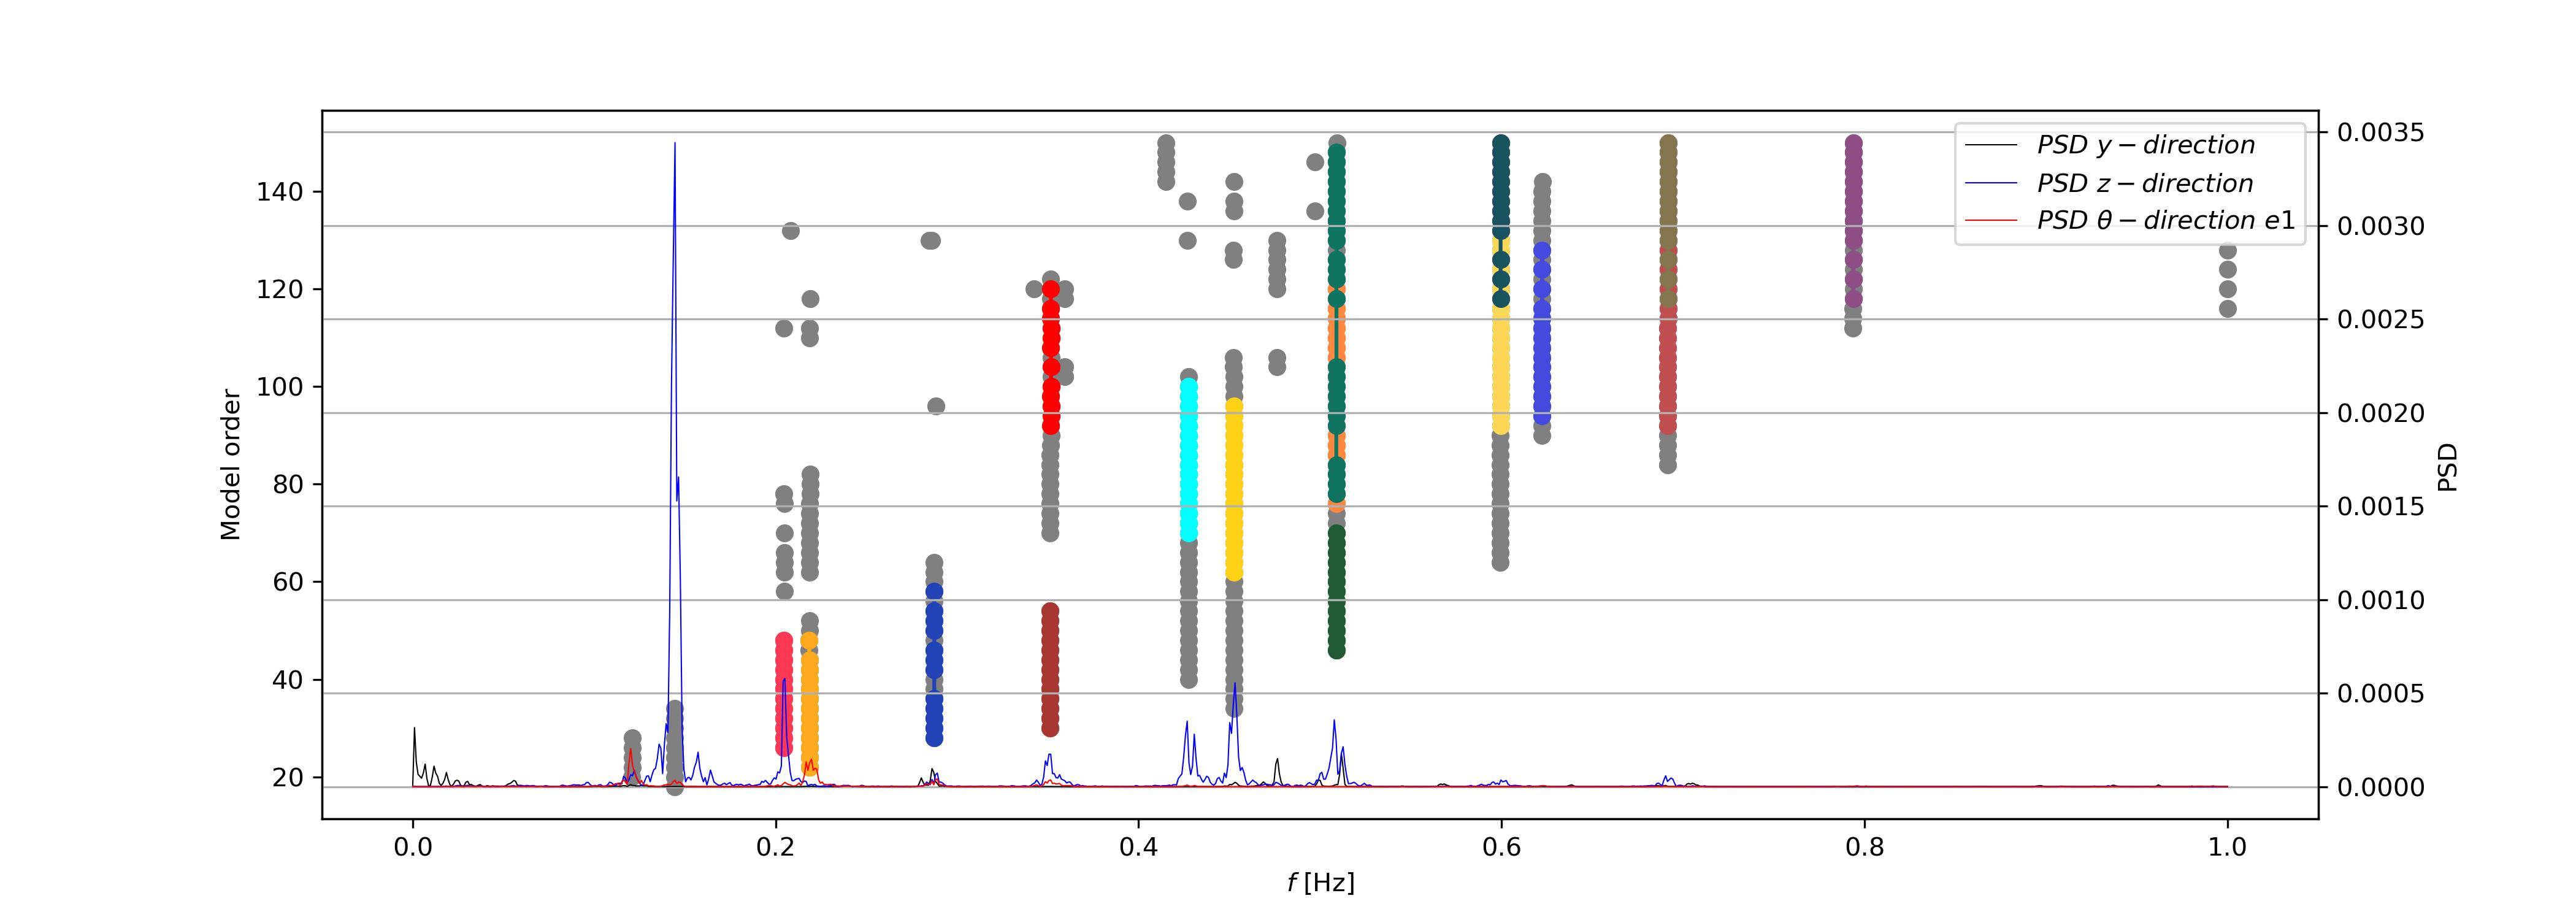 PSD y − direction
PSD z − direction
PSD θ − direction e1
140
120
100
80
60
40
20
Model order
0.0035
0.0030
0.0025
0.0020
0.0015
0.0010
0.0005
0.0000
PSD
0.0 0.2 0.4 0.6 0.8 1.0
f [Hz]